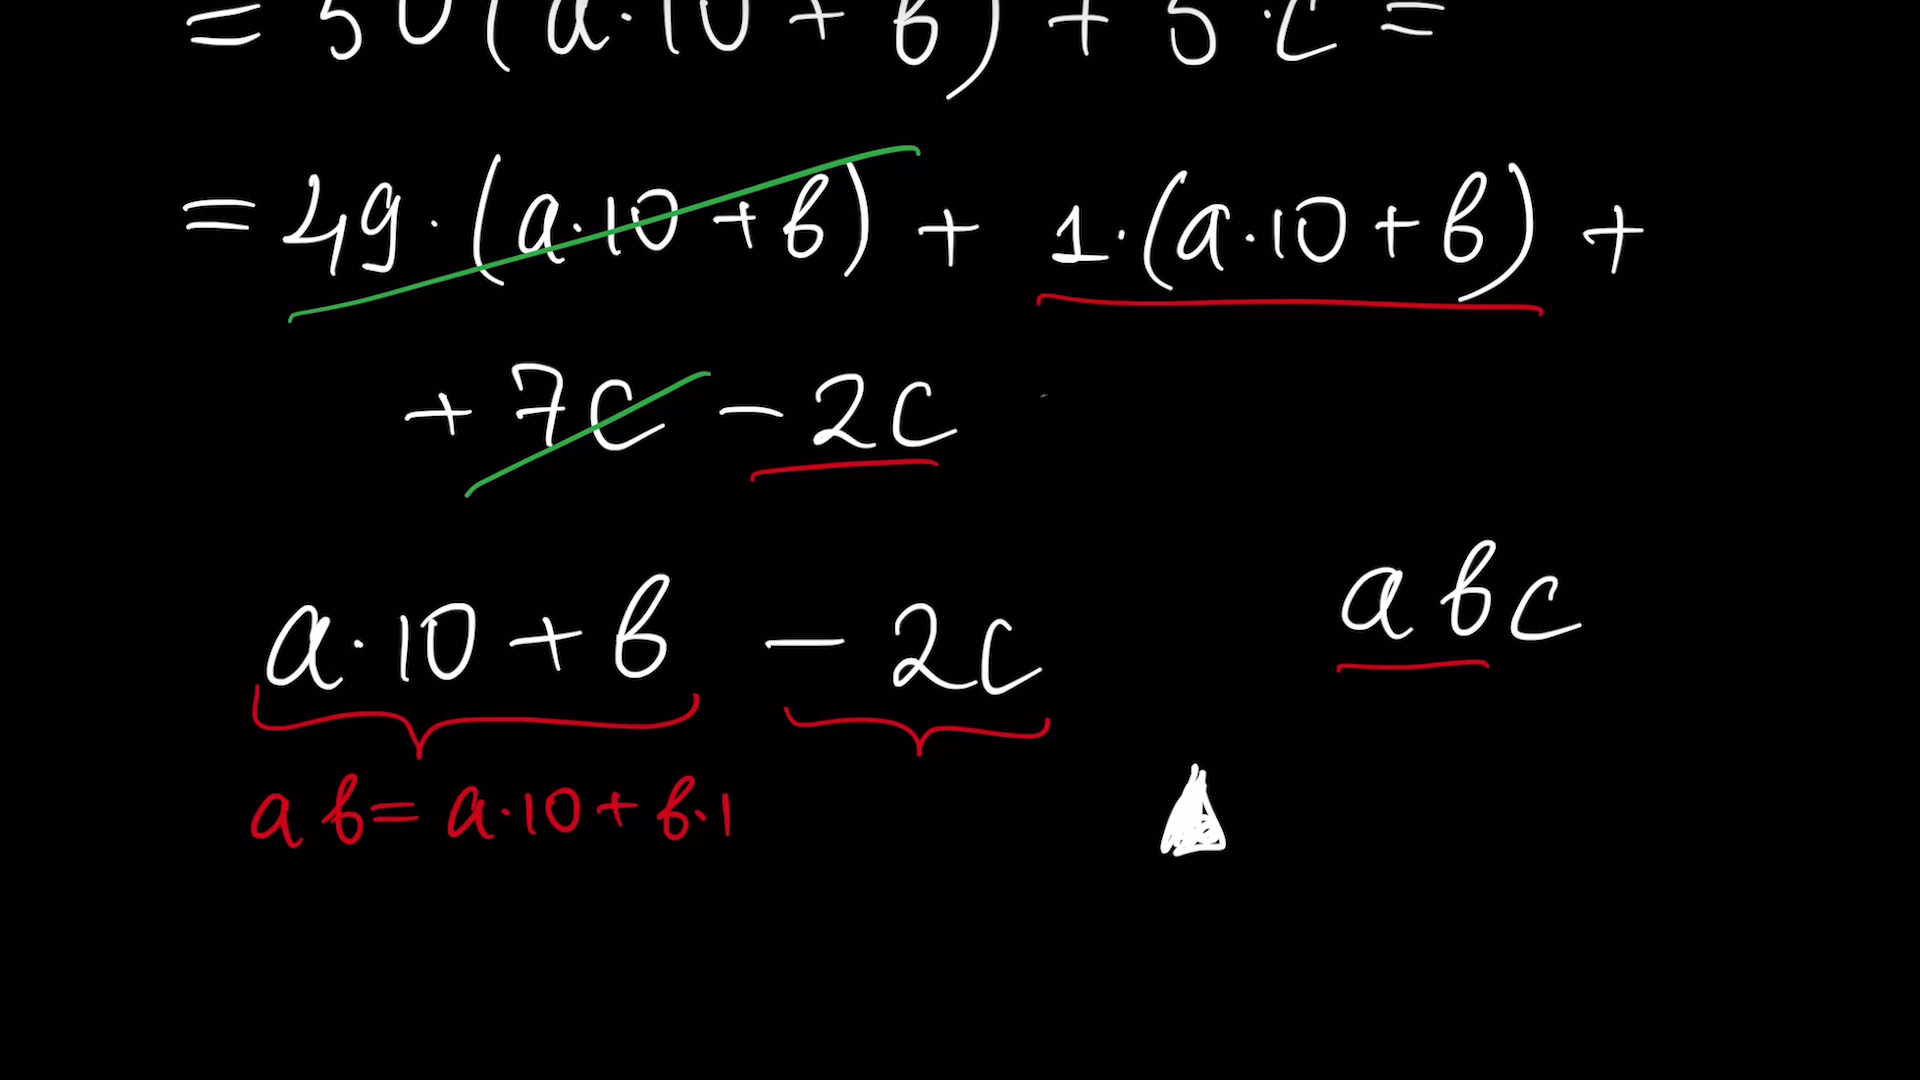 = 50(a·10 + b) + 5·c =
= 49·(a·10 + b) + 1·(a·10 + b) +
+ 7c - 2c
a·10 + b - 2c
abc
ab = a·10 + b·1